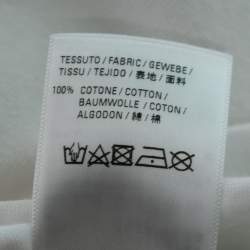 TESSUTO / FABRIC / GEWEBE /
TISSU / TEJIDO / 表地 / 面料
100% COTONE / COTTON /
BAUMWOLLE / COTON /
ALGODON / 綿 / 棉